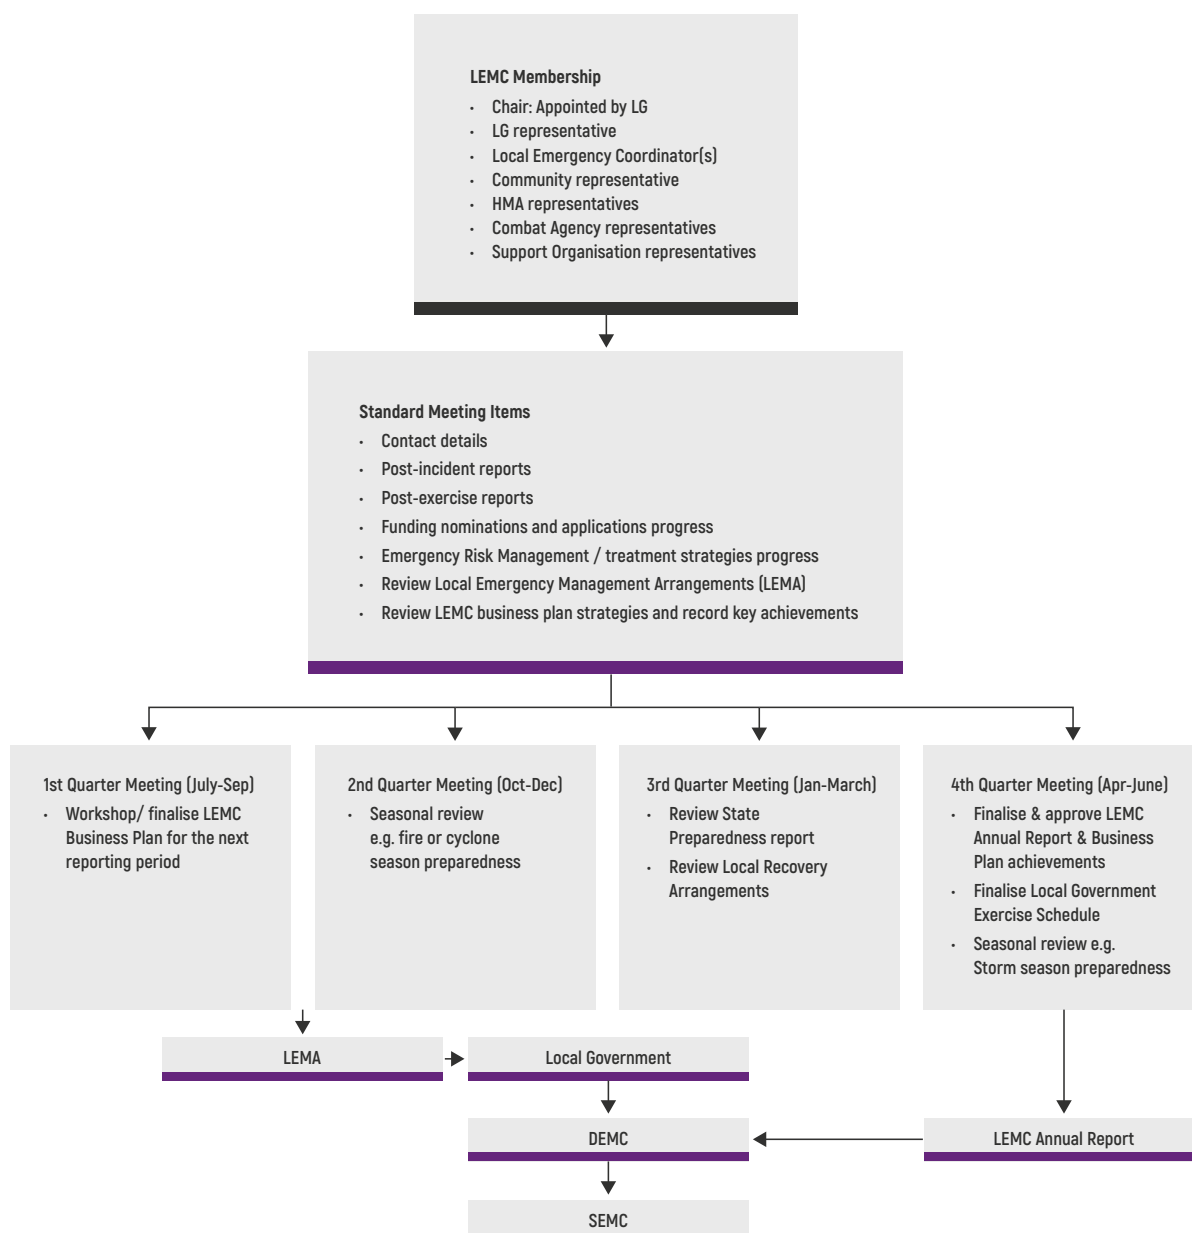 LEMC Membership
• Chair: Appointed by LG
• LG representative
• Local Emergency Coordinator(s)
• Community representative
• HMA representatives
• Combat Agency representatives
• Support Organisation representatives
Standard Meeting Items
• Contact details
• Post-incident reports
• Post-exercise reports
• Funding nominations and applications progress
• Emergency Risk Management / treatment strategies progress
• Review Local Emergency Management Arrangements (LEMA)
• Review LEMC business plan strategies and record key achievements
1st Quarter Meeting (July-Sep)
• Workshop/ finalise LEMC
Business Plan for the next
reporting period
2nd Quarter Meeting (Oct-Dec)
• Seasonal review
e.g. fire or cyclone
season preparedness
3rd Quarter Meeting (Jan-March)
• Review State
Preparedness report
• Review Local Recovery
Arrangements
4th Quarter Meeting (Apr-June)
• Finalise & approve LEMC
Annual Report & Business
Plan achievements
• Finalise Local Government
Exercise Schedule
• Seasonal review e.g.
Storm season preparedness
LEMA
Local Government
DEMC
LEMC Annual Report
SEMC